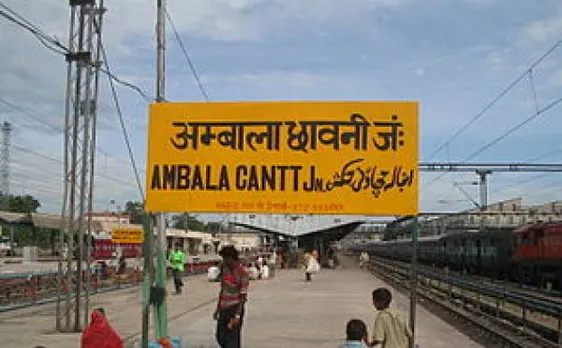 अम्बाला छावनी जंः
AMBALA CANTT JN. انبالہ چھاؤنی جنکشن